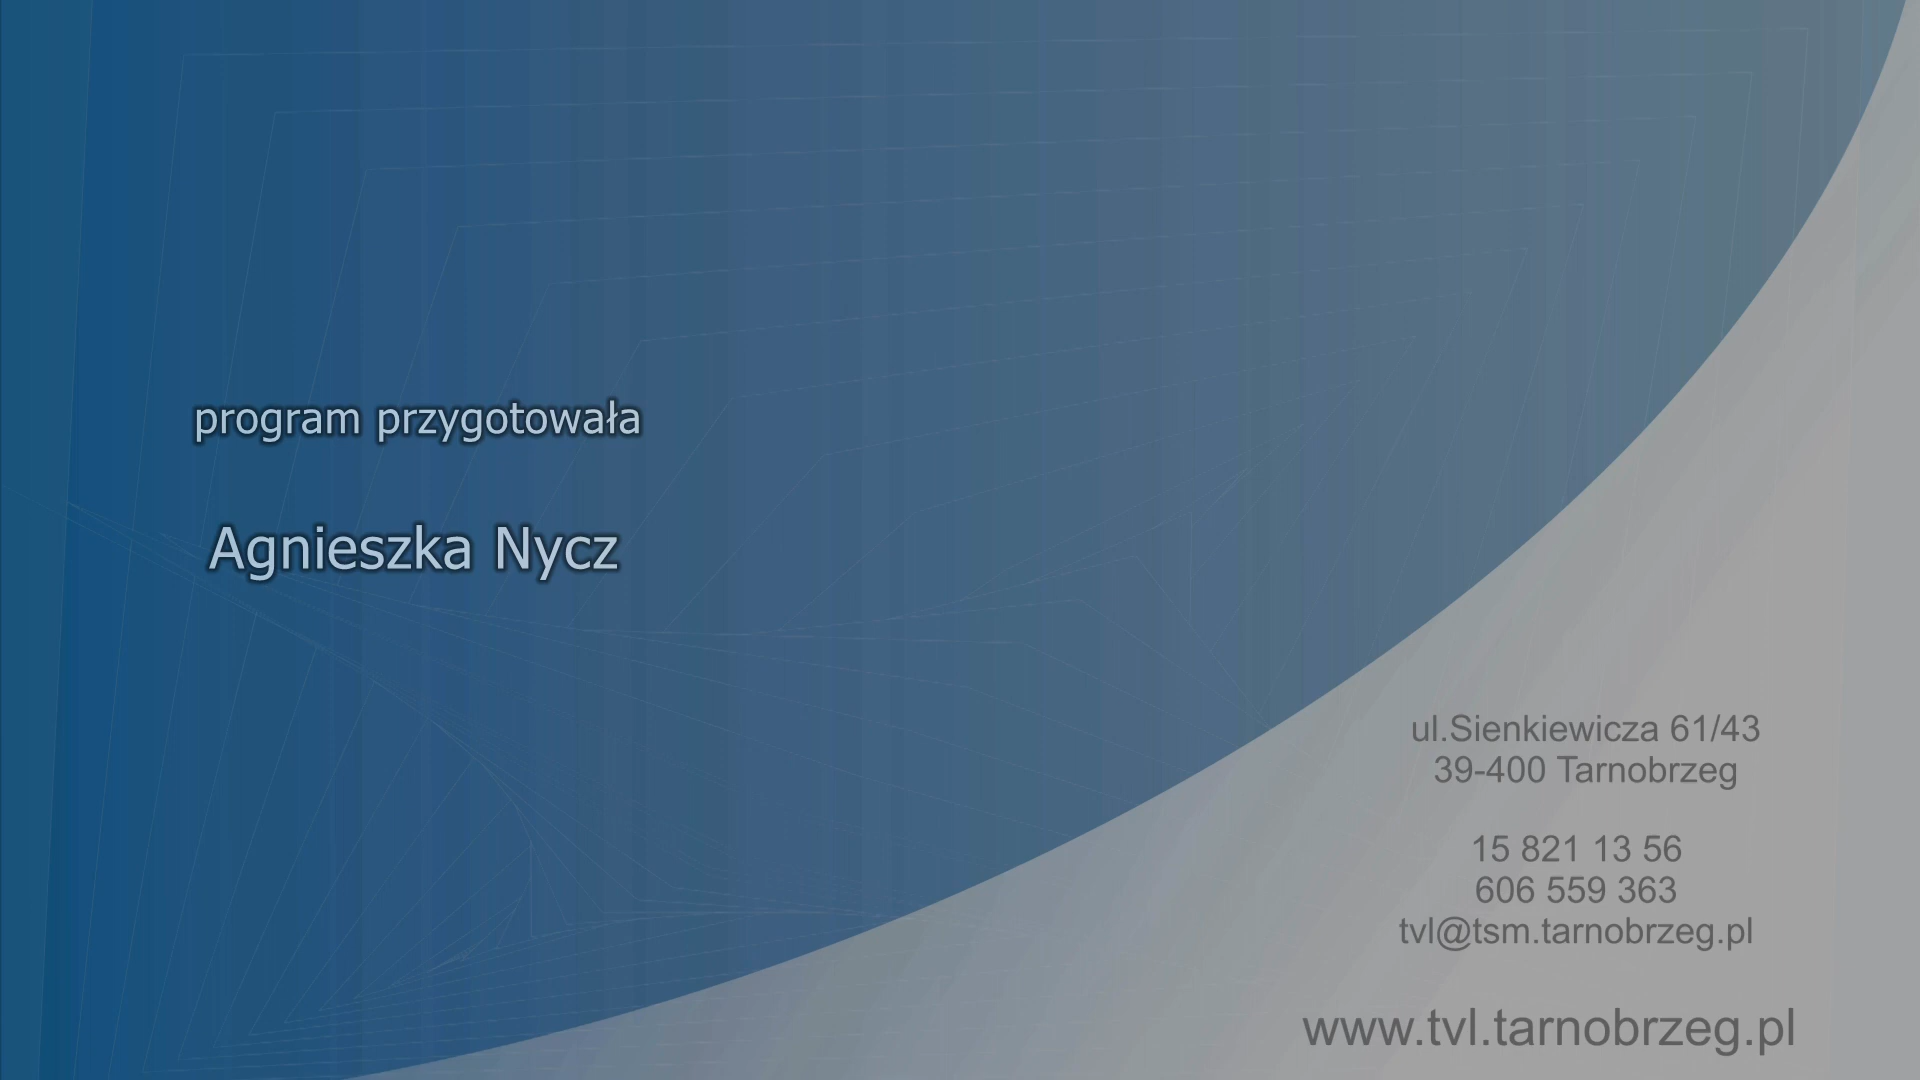 program przygotowała
Agnieszka Nycz
ul.Sienkiewicza 61/43
39-400 Tarnobrzeg
15 821 13 56
606 559 363
tvl@tsm.tarnobrzeg.pl
www.tvl.tarnobrzeg.pl